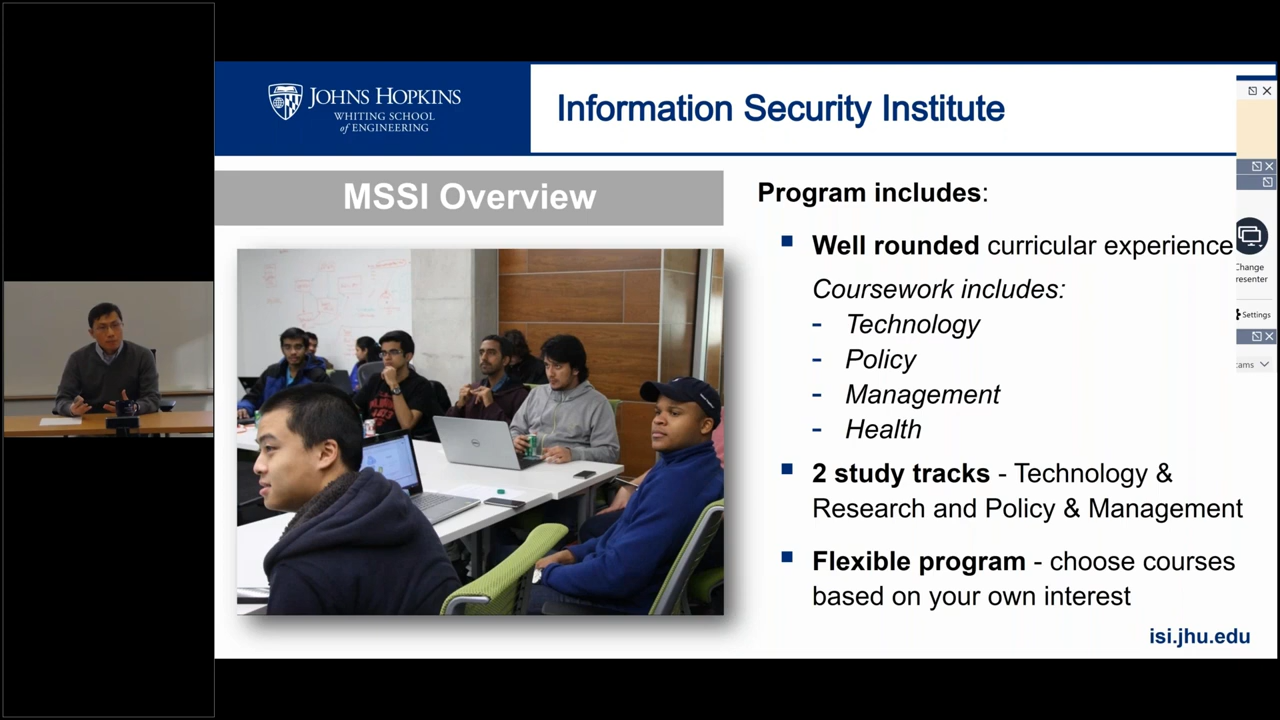 JOHNS HOPKINS
WHITING SCHOOL
of ENGINEERING
Information Security Institute
MSSI Overview
Program includes:
Well rounded curricular experience
Coursework includes:
- Technology
- Policy
- Management
- Health
2 study tracks - Technology &
Research and Policy & Management
Flexible program - choose courses
based on your own interest
isi.jhu.edu
Change
resenter
Settings
ams
DELL